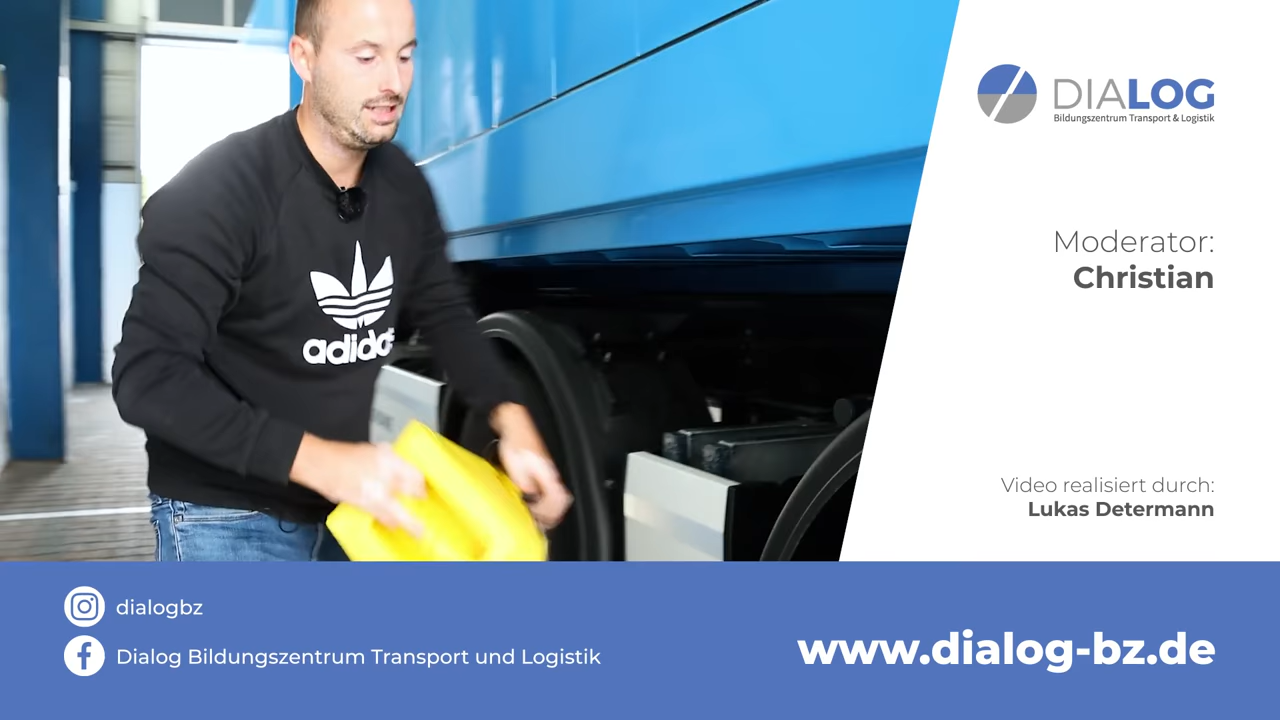 DIALOG
Bildungszentrum Transport & Logistik
Moderator:
Christian
adidas
Video realisiert durch:
Lukas Determann
dialogbz
Dialog Bildungszentrum Transport und Logistik
www.dialog-bz.de